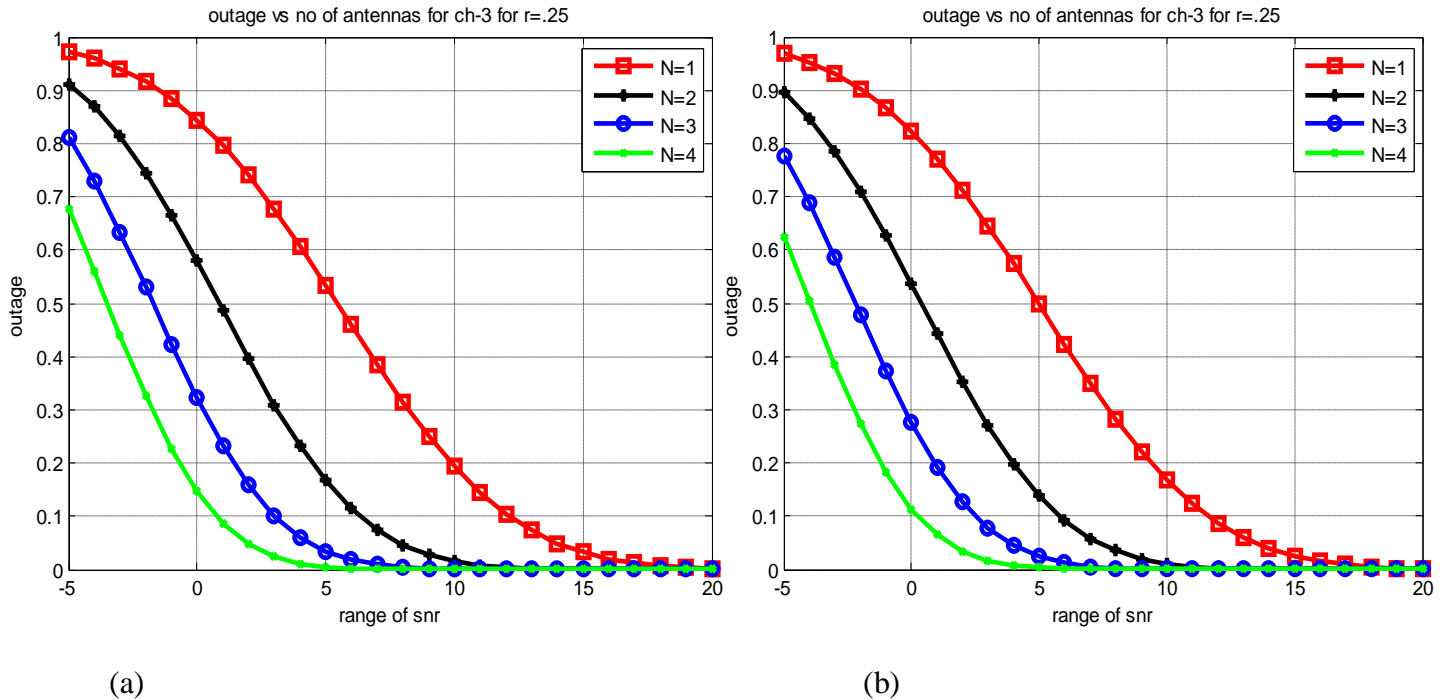 outage vs no of antennas for ch-3 for r=.25
1
0.9
0.8
0.7
0.6
0.5
0.4
0.3
0.2
0.1
0
outage
-5 0 5 10 15 20
range of snr
N=1
N=2
N=3
N=4
(a)
outage vs no of antennas for ch-3 for r=.25
1
0.9
0.8
0.7
0.6
0.5
0.4
0.3
0.2
0.1
0
outage
-5 0 5 10 15 20
range of snr
N=1
N=2
N=3
N=4
(b)